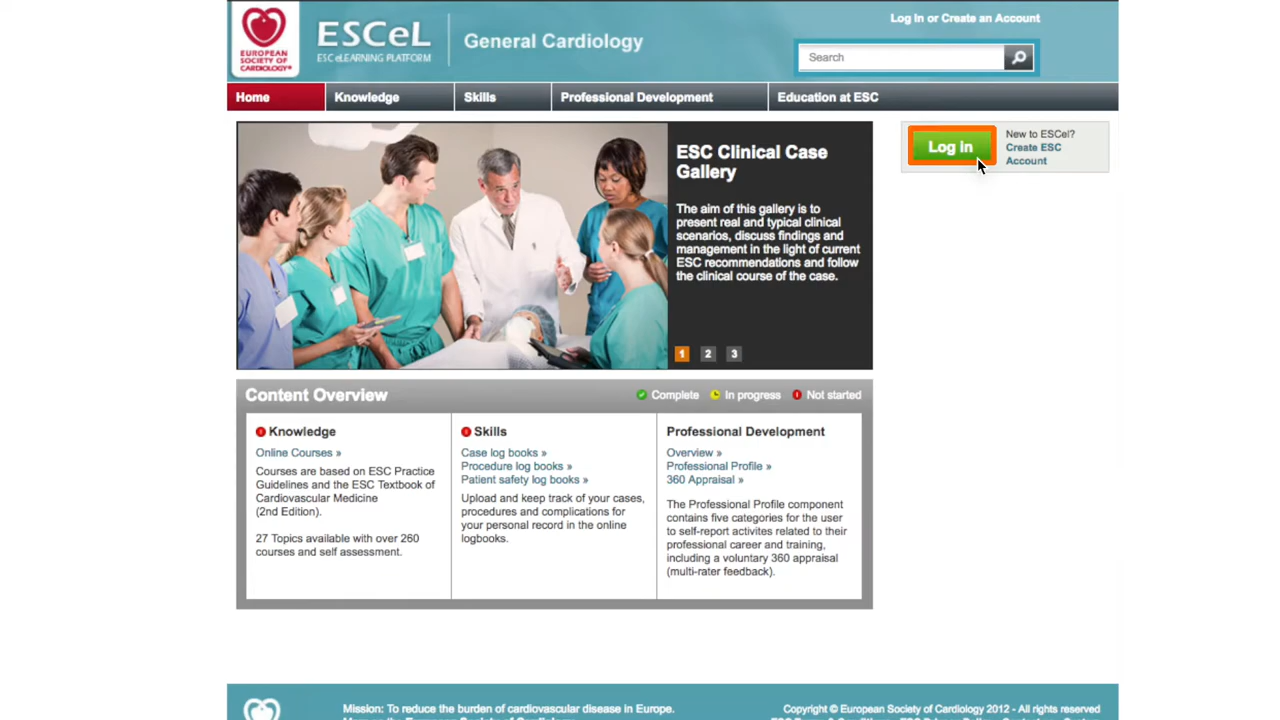 Log In or Create an Account
EUROPEAN
SOCIETY OF
CARDIOLOGY®
ESCeL
ESC eLEARNING PLATFORM
General Cardiology
Search
Home
Knowledge
Skills
Professional Development
Education at ESC
ESC Clinical Case
Gallery
The aim of this gallery is to
present real and typical clinical
scenarios, discuss findings and
management in the light of current
ESC recommendations and follow
the clinical course of the case.
1
2
3
Log in
New to ESCel?
Create ESC
Account
Content Overview
Complete
In progress
Not started
Knowledge
Online Courses »
Courses are based on ESC Practice
Guidelines and the ESC Textbook of
Cardiovascular Medicine
(2nd Edition).
27 Topics available with over 260
courses and self assessment.
Skills
Case log books »
Procedure log books »
Patient safety log books »
Upload and keep track of your cases,
procedures and complications for
your personal record in the online
logbooks.
Professional Development
Overview »
Professional Profile »
360 Appraisal »
The Professional Profile component
contains five categories for the user
to self-report activites related to their
professional career and training,
including a voluntary 360 appraisal
(multi-rater feedback).
Mission: To reduce the burden of cardiovascular disease in Europe.
Copyright © European Society of Cardiology 2012 - All rights reserved